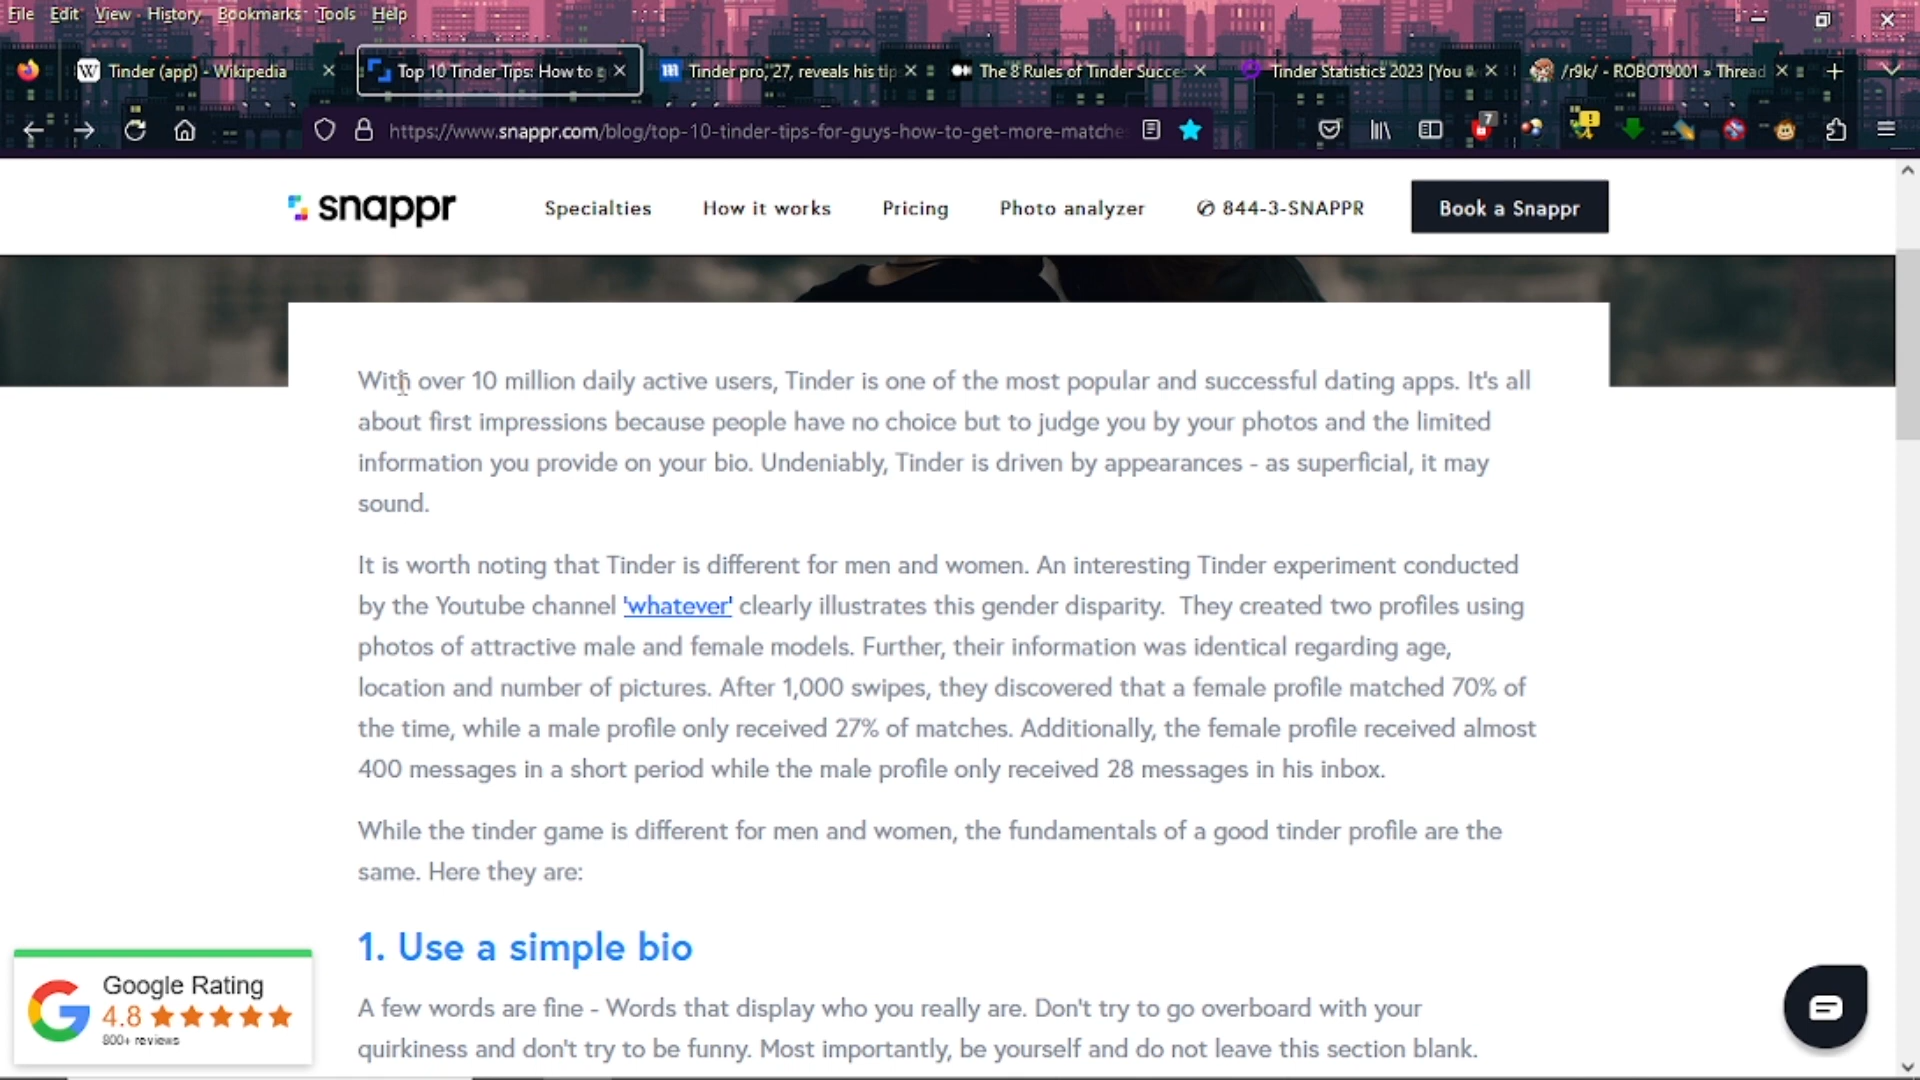 File Edit View History Bookmarks Tools Help
Tinder (app) - Wikipedia
Top 10 Tinder Tips: How to g
Tinder pro, 27, reveals his tip
The 8 Rules of Tinder Succes
Tinder Statistics 2023 [You
/r9k/ - ROBOT9001 » Thread
https://www.snappr.com/blog/top-10-tinder-tips-for-guys-how-to-get-more-matche
7
snappr
Specialties
How it works
Pricing
Photo analyzer
844-3-SNAPPR
Book a Snappr
With over 10 million daily active users, Tinder is one of the most popular and successful dating apps. It's all
about first impressions because people have no choice but to judge you by your photos and the limited
information you provide on your bio. Undeniably, Tinder is driven by appearances - as superficial, it may
sound.
It is worth noting that Tinder is different for men and women. An interesting Tinder experiment conducted
by the Youtube channel 'whatever' clearly illustrates this gender disparity.  They created two profiles using
photos of attractive male and female models. Further, their information was identical regarding age,
location and number of pictures. After 1,000 swipes, they discovered that a female profile matched 70% of
the time, while a male profile only received 27% of matches. Additionally, the female profile received almost
400 messages in a short period while the male profile only received 28 messages in his inbox.
While the tinder game is different for men and women, the fundamentals of a good tinder profile are the
same. Here they are:
1. Use a simple bio
A few words are fine - Words that display who you really are. Don't try to go overboard with your
quirkiness and don't try to be funny. Most importantly, be yourself and do not leave this section blank.
Google Rating
4.8
800+ reviews